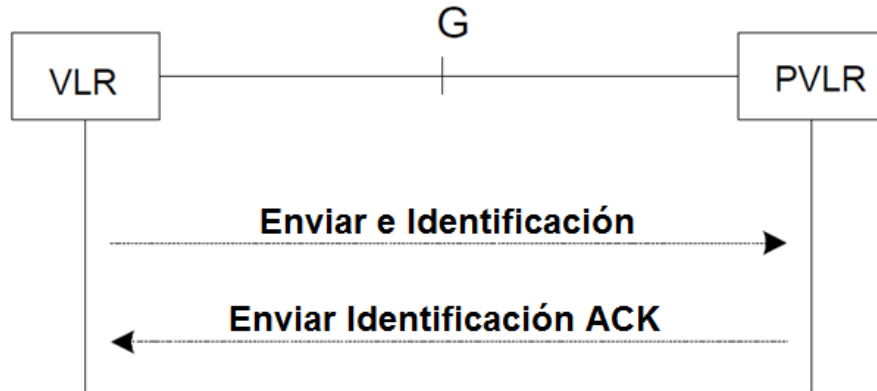 G
VLR
PVLR
Enviar e Identificación
Enviar Identificación ACK